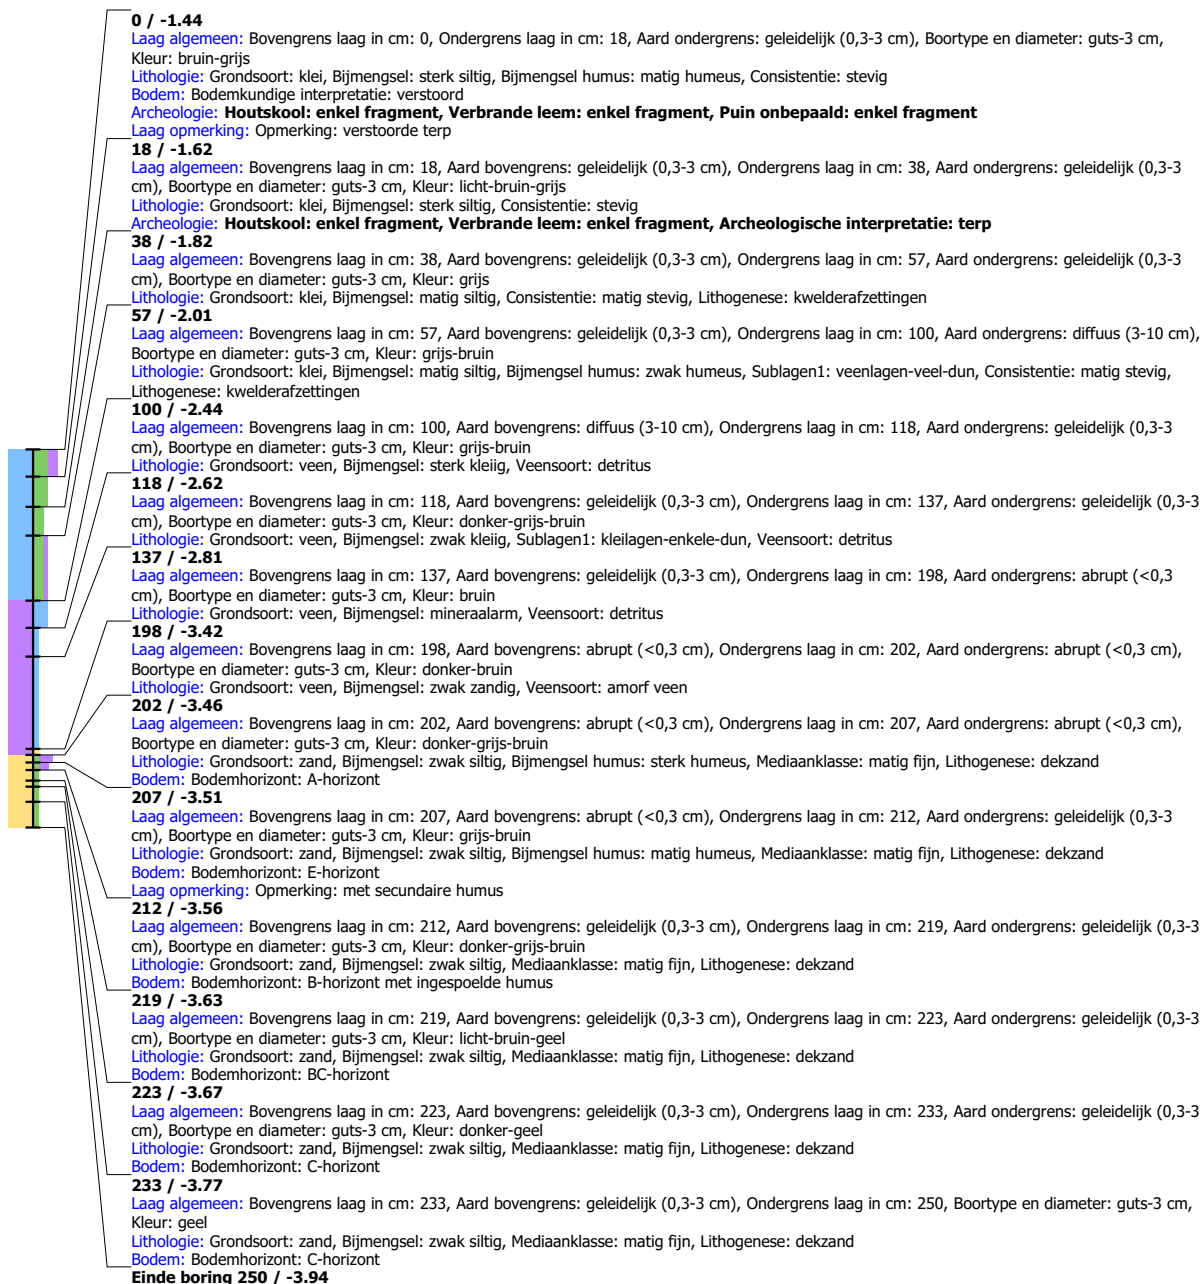 0 / -1.44
Laag algemeen: Bovengrens laag in cm: 0, Ondergrens laag in cm: 18, Aard ondergrens: geleidelijk (0,3-3 cm), Boortype en diameter: guts-3 cm,
Kleur: bruin-grijs
Lithologie: Grondsoort: klei, Bijmengsel: sterk siltig, Bijmengsel humus: matig humeus, Consistentie: stevig
Bodem: Bodemkundige interpretatie: verstoord
Archeologie: Houtskool: enkel fragment, Verbrande leem: enkel fragment, Puin onbepaald: enkel fragment
Laag opmerking: Opmerking: verstoorde terp
18 / -1.62
Laag algemeen: Bovengrens laag in cm: 18, Aard bovengrens: geleidelijk (0,3-3 cm), Ondergrens laag in cm: 38, Aard ondergrens: geleidelijk (0,3-3
cm), Boortype en diameter: guts-3 cm, Kleur: licht-bruin-grijs
Lithologie: Grondsoort: klei, Bijmengsel: sterk siltig, Consistentie: stevig
Archeologie: Houtskool: enkel fragment, Verbrande leem: enkel fragment, Archeologische interpretatie: terp
38 / -1.82
Laag algemeen: Bovengrens laag in cm: 38, Aard bovengrens: geleidelijk (0,3-3 cm), Ondergrens laag in cm: 57, Aard ondergrens: geleidelijk (0,3-3
cm), Boortype en diameter: guts-3 cm, Kleur: grijs
Lithologie: Grondsoort: klei, Bijmengsel: matig siltig, Consistentie: matig stevig, Lithogenese: kwelderafzettingen
57 / -2.01
Laag algemeen: Bovengrens laag in cm: 57, Aard bovengrens: geleidelijk (0,3-3 cm), Ondergrens laag in cm: 100, Aard ondergrens: diffuus (3-10 cm),
Boortype en diameter: guts-3 cm, Kleur: grijs-bruin
Lithologie: Grondsoort: klei, Bijmengsel: matig siltig, Bijmengsel humus: zwak humeus, Sublagen1: veenlagen-veel-dun, Consistentie: matig stevig,
Lithogenese: kwelderafzettingen
100 / -2.44
Laag algemeen: Bovengrens laag in cm: 100, Aard bovengrens: diffuus (3-10 cm), Ondergrens laag in cm: 118, Aard ondergrens: geleidelijk (0,3-3
cm), Boortype en diameter: guts-3 cm, Kleur: grijs-bruin
Lithologie: Grondsoort: veen, Bijmengsel: sterk kleiig, Veensoort: detritus
118 / -2.62
Laag algemeen: Bovengrens laag in cm: 118, Aard bovengrens: geleidelijk (0,3-3 cm), Ondergrens laag in cm: 137, Aard ondergrens: geleidelijk (0,3-3
cm), Boortype en diameter: guts-3 cm, Kleur: donker-grijs-bruin
Lithologie: Grondsoort: veen, Bijmengsel: zwak kleiig, Sublagen1: kleilagen-enkele-dun, Veensoort: detritus
137 / -2.81
Laag algemeen: Bovengrens laag in cm: 137, Aard bovengrens: geleidelijk (0,3-3 cm), Ondergrens laag in cm: 198, Aard ondergrens: abrupt (<0,3
cm), Boortype en diameter: guts-3 cm, Kleur: bruin
Lithologie: Grondsoort: veen, Bijmengsel: mineraalarm, Veensoort: detritus
198 / -3.42
Laag algemeen: Bovengrens laag in cm: 198, Aard bovengrens: abrupt (<0,3 cm), Ondergrens laag in cm: 202, Aard ondergrens: abrupt (<0,3 cm),
Boortype en diameter: guts-3 cm, Kleur: donker-bruin
Lithologie: Grondsoort: veen, Bijmengsel: zwak zandig, Veensoort: amorf veen
202 / -3.46
Laag algemeen: Bovengrens laag in cm: 202, Aard bovengrens: abrupt (<0,3 cm), Ondergrens laag in cm: 207, Aard ondergrens: abrupt (<0,3 cm),
Boortype en diameter: guts-3 cm, Kleur: donker-grijs-bruin
Lithologie: Grondsoort: zand, Bijmengsel: zwak siltig, Bijmengsel humus: sterk humeus, Mediaanklasse: matig fijn, Lithogenese: dekzand
Bodem: Bodemhorizont: A-horizont
207 / -3.51
Laag algemeen: Bovengrens laag in cm: 207, Aard bovengrens: abrupt (<0,3 cm), Ondergrens laag in cm: 212, Aard ondergrens: geleidelijk (0,3-3
cm), Boortype en diameter: guts-3 cm, Kleur: grijs-bruin
Lithologie: Grondsoort: zand, Bijmengsel: zwak siltig, Bijmengsel humus: matig humeus, Mediaanklasse: matig fijn, Lithogenese: dekzand
Bodem: Bodemhorizont: E-horizont
Laag opmerking: Opmerking: met secundaire humus
212 / -3.56
Laag algemeen: Bovengrens laag in cm: 212, Aard bovengrens: geleidelijk (0,3-3 cm), Ondergrens laag in cm: 219, Aard ondergrens: geleidelijk (0,3-3
cm), Boortype en diameter: guts-3 cm, Kleur: donker-grijs-bruin
Lithologie: Grondsoort: zand, Bijmengsel: zwak siltig, Mediaanklasse: matig fijn, Lithogenese: dekzand
Bodem: Bodemhorizont: B-horizont met ingespoelde humus
219 / -3.63
Laag algemeen: Bovengrens laag in cm: 219, Aard bovengrens: geleidelijk (0,3-3 cm), Ondergrens laag in cm: 223, Aard ondergrens: geleidelijk (0,3-3
cm), Boortype en diameter: guts-3 cm, Kleur: licht-bruin-geel
Lithologie: Grondsoort: zand, Bijmengsel: zwak siltig, Mediaanklasse: matig fijn, Lithogenese: dekzand
Bodem: Bodemhorizont: BC-horizont
223 / -3.67
Laag algemeen: Bovengrens laag in cm: 223, Aard bovengrens: geleidelijk (0,3-3 cm), Ondergrens laag in cm: 233, Aard ondergrens: geleidelijk (0,3-3
cm), Boortype en diameter: guts-3 cm, Kleur: donker-geel
Lithologie: Grondsoort: zand, Bijmengsel: zwak siltig, Mediaanklasse: matig fijn, Lithogenese: dekzand
Bodem: Bodemhorizont: C-horizont
233 / -3.77
Laag algemeen: Bovengrens laag in cm: 233, Aard bovengrens: geleidelijk (0,3-3 cm), Ondergrens laag in cm: 250, Boortype en diameter: guts-3 cm,
Kleur: geel
Lithologie: Grondsoort: zand, Bijmengsel: zwak siltig, Mediaanklasse: matig fijn, Lithogenese: dekzand
Bodem: Bodemhorizont: C-horizont
Einde boring 250 / -3.94